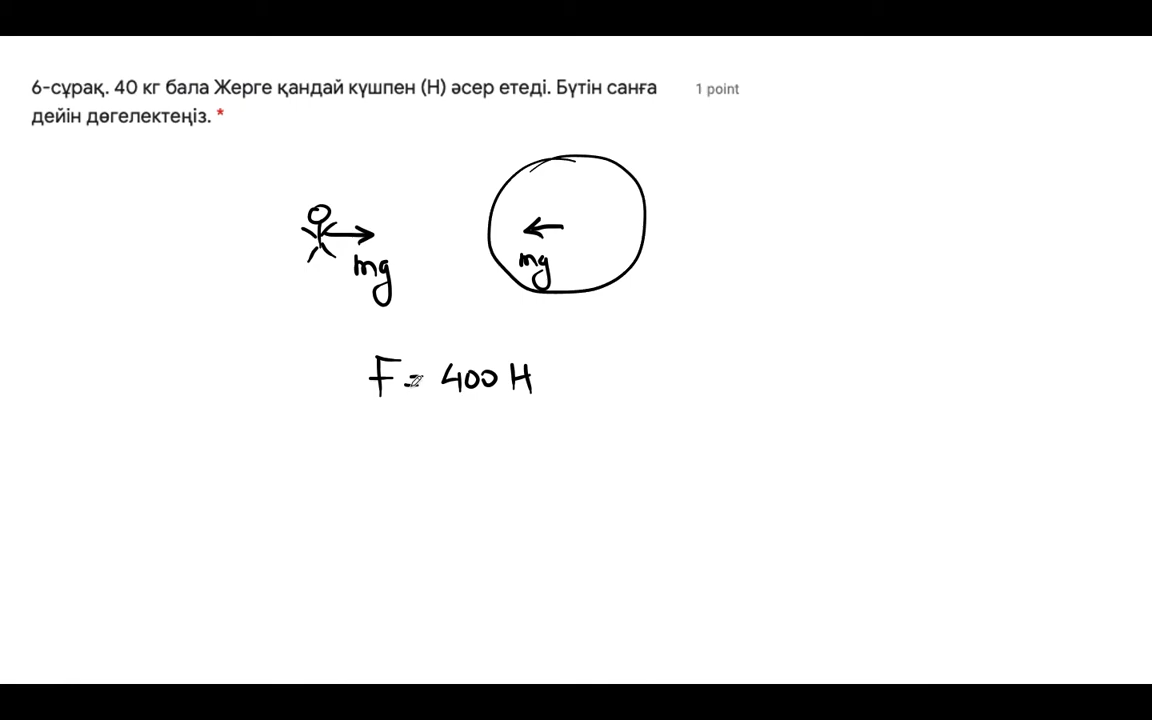 6-сұрақ. 40 кг бала Жерге қандай күшпен (Н) әсер етеді. Бүтін санға 1 point
дейін дөгелектеңіз. *
mg
mg
F = 400 H